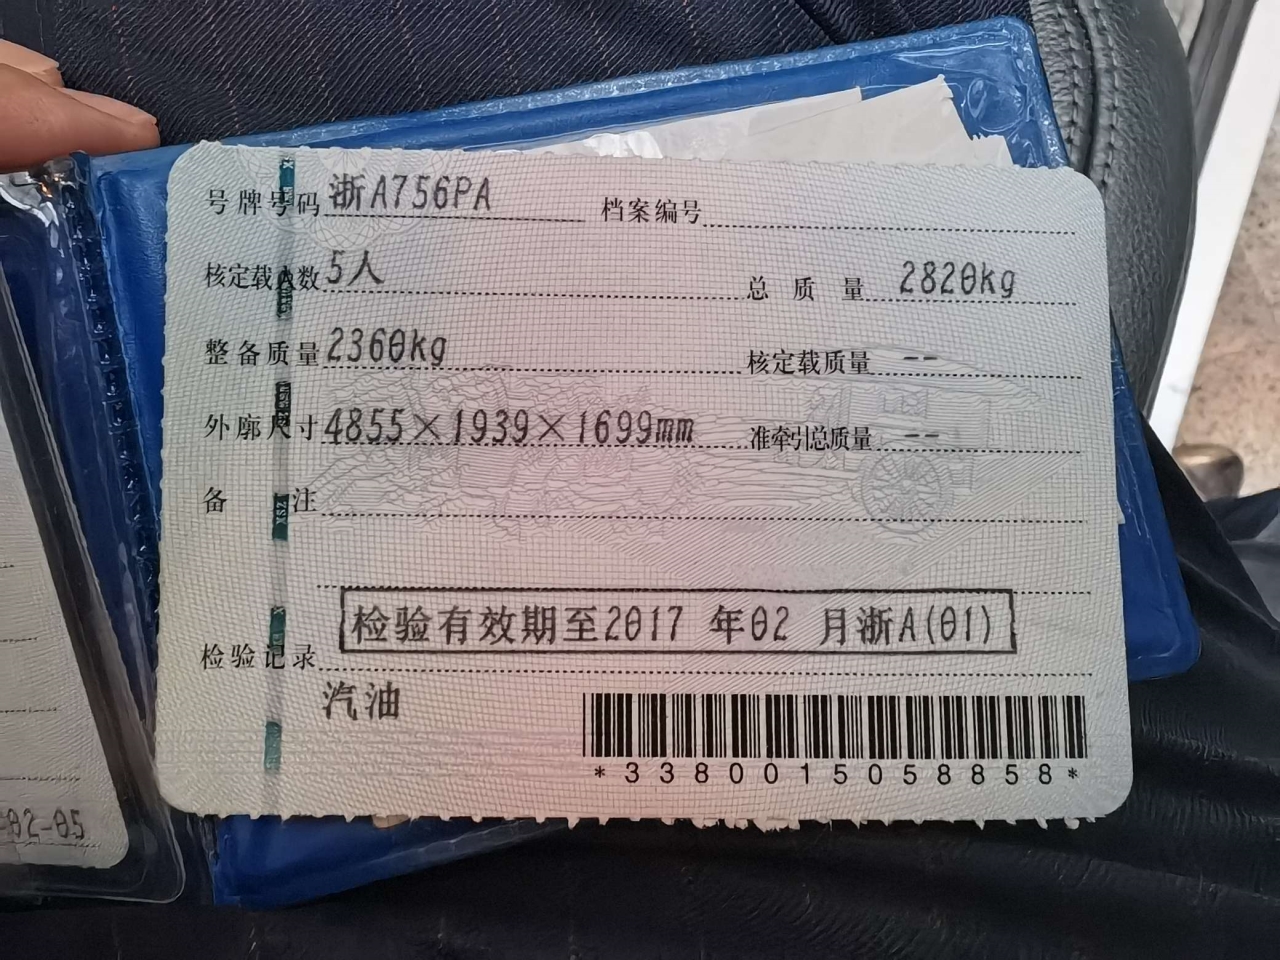 号牌号码 浙A756PA 档案编号
核定载人数 5人 总质量 2820kg
整备质量 2360kg 核定载质量 --
外廓尺寸 4855×1939×1699mm 准牵引总质量 --
备 注
检验有效期至2017 年02 月浙A(01)
检验记录
汽油
*3380015058858*
-02-05